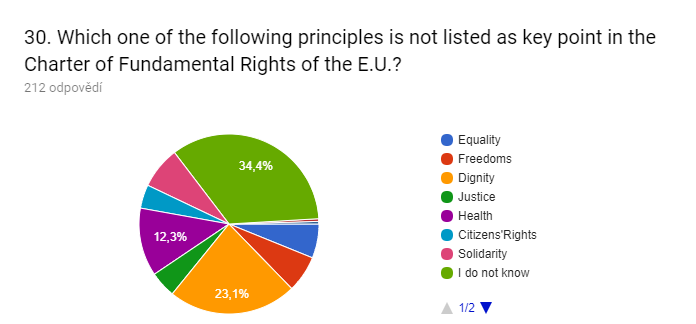 30. Which one of the following principles is not listed as key point in the
Charter of Fundamental Rights of the E.U.?
212 odpovědí
34,4%
12,3%
23,1%
Equality
Freedoms
Dignity
Justice
Health
Citizens'Rights
Solidarity
I do not know
1/2